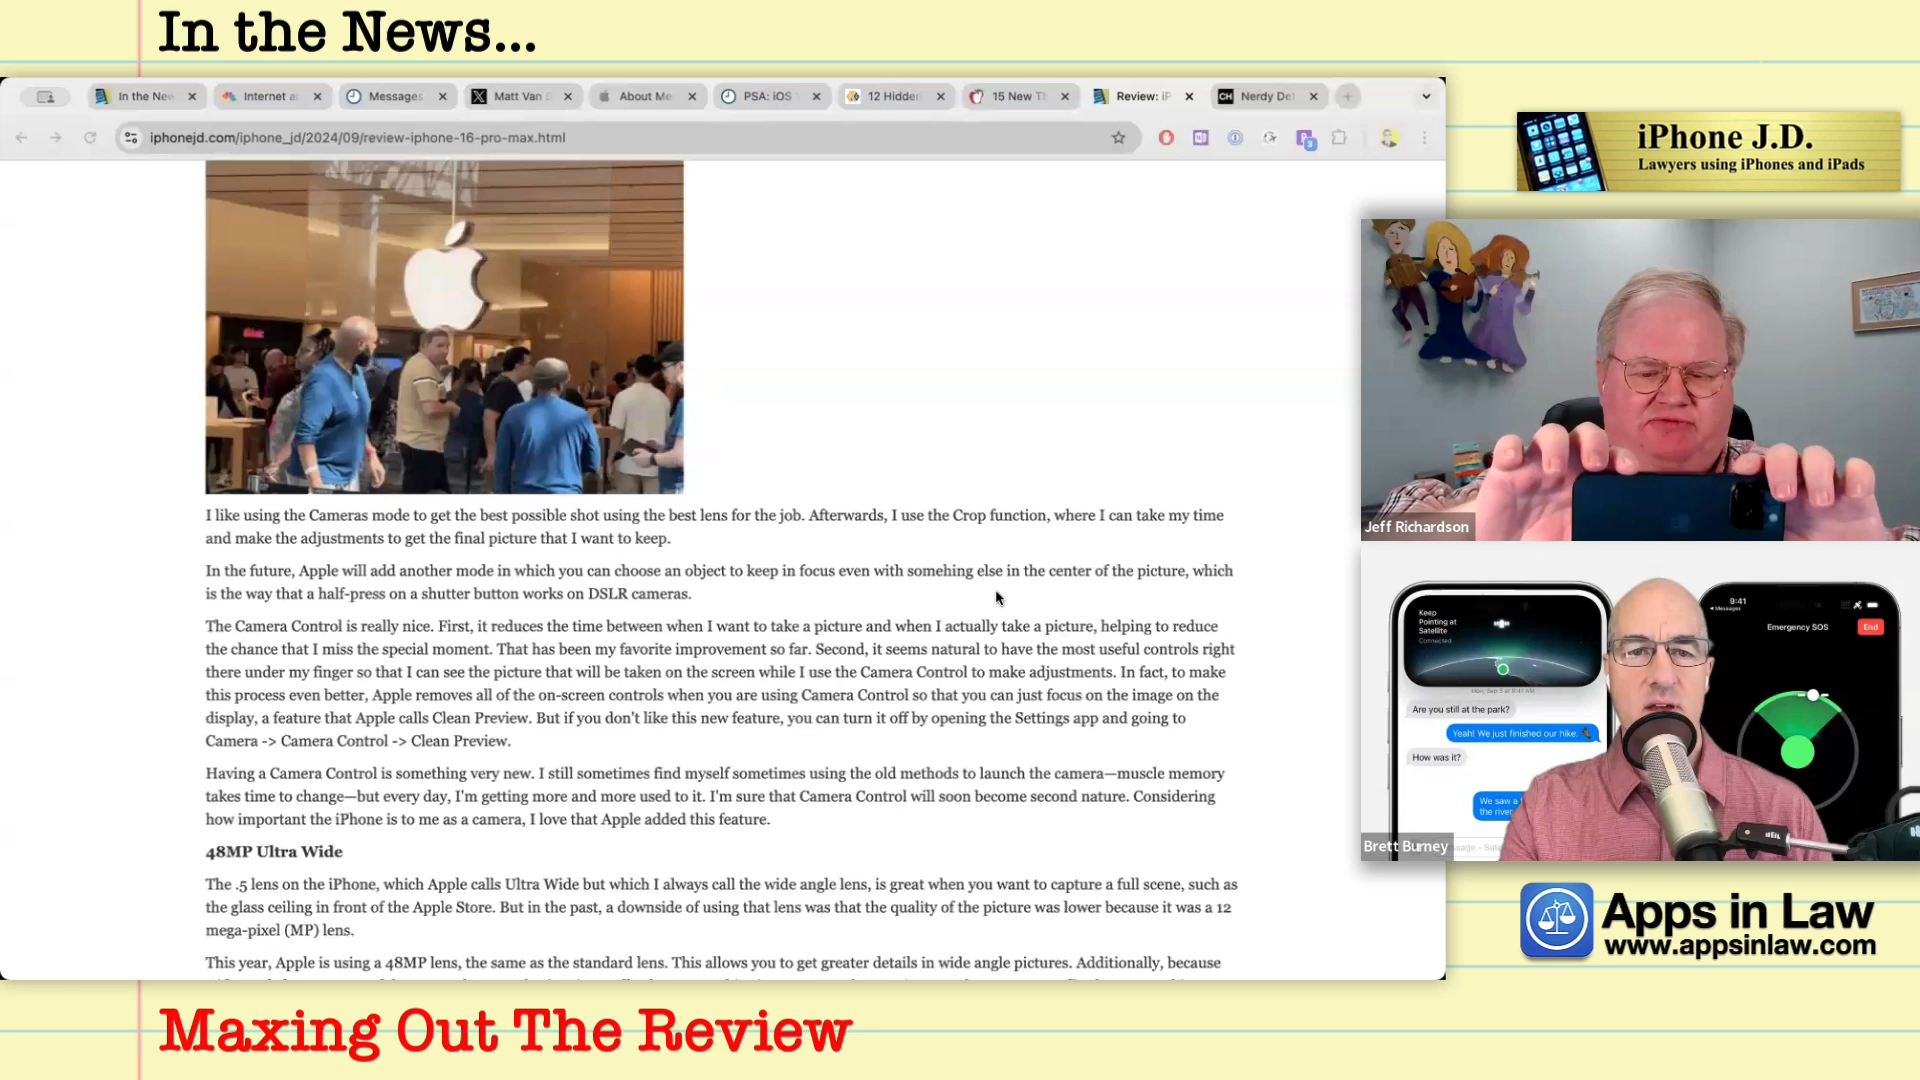 In the News...
In the Nev
Internet a
Messages
Matt Van
About Me
PSA: iOS
12 Hidden
15 New T
Review: iP
CH Nerdy De
iphonejd.com/iphone_jd/2024/09/review-iphone-16-pro-max.html
I like using the Cameras mode to get the best possible shot using the best lens for the job. Afterwards, I use the Crop function, where I can take my time
and make the adjustments to get the final picture that I want to keep.
In the future, Apple will add another mode in which you can choose an object to keep in focus even with somehing else in the center of the picture, which
is the way that a half-press on a shutter button works on DSLR cameras.
The Camera Control is really nice. First, it reduces the time between when I want to take a picture and when I actually take a picture, helping to reduce
the chance that I miss the special moment. That has been my favorite improvement so far. Second, it seems natural to have the most useful controls right
there under my finger so that I can see the picture that will be taken on the screen while I use the Camera Control to make adjustments. In fact, to make
this process even better, Apple removes all of the on-screen controls when you are using Camera Control so that you can just focus on the image on the
display, a feature that Apple calls Clean Preview. But if you don't like this new feature, you can turn it off by opening the Settings app and going to
Camera -> Camera Control -> Clean Preview.
Having a Camera Control is something very new. I still sometimes find myself sometimes using the old methods to launch the camera—muscle memory
takes time to change—but every day, I'm getting more and more used to it. I'm sure that Camera Control will soon become second nature. Considering
how important the iPhone is to me as a camera, I love that Apple added this feature.
48MP Ultra Wide
The .5 lens on the iPhone, which Apple calls Ultra Wide but which I always call the wide angle lens, is great when you want to capture a full scene, such as
the glass ceiling in front of the Apple Store. But in the past, a downside of using that lens was that the quality of the picture was lower because it was a 12
mega-pixel (MP) lens.
This year, Apple is using a 48MP lens, the same as the standard lens. This allows you to get greater details in wide angle pictures. Additionally, because
iPhone J.D.
Lawyers using iPhones and iPads
Jeff Richardson
Keep
Pointing at
Satellite
Connected
Are you still at the park?
Yeah! We just finished our hike.
How was it?
We saw a
the river
9:41
Messages
Emergency SOS
End
Brett Burney
Apps in Law
www.appsinlaw.com
Maxing Out The Review